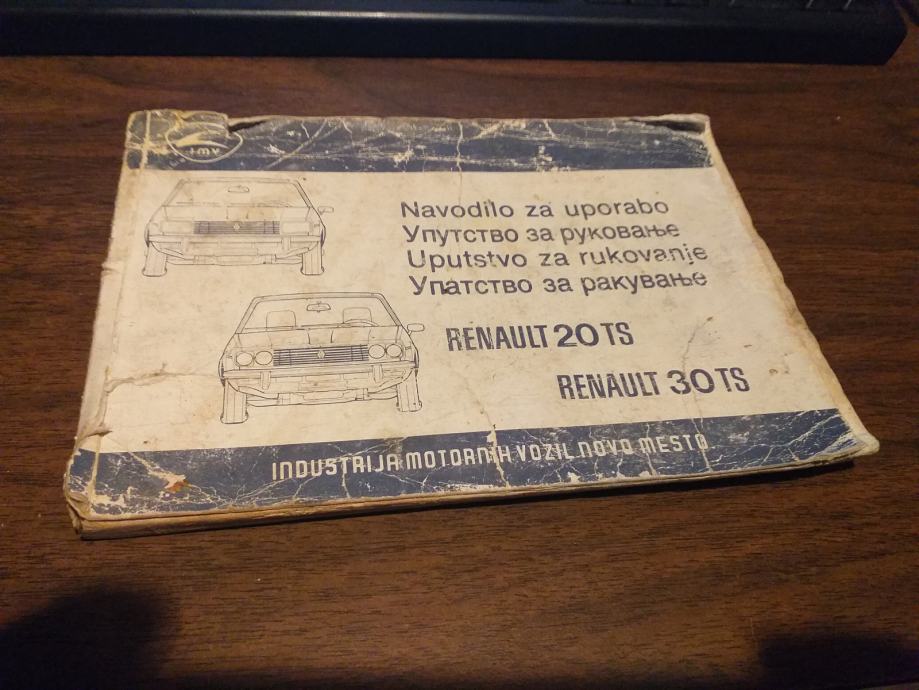 imv
Navodilo za uporabo
Упутство за руковање
Uputstvo za rukovanje
Упатство за ракување
RENAULT 20 TS
RENAULT 30 TS
INDUSTRIJA MOTORNIH VOZIL NOVO MESTO